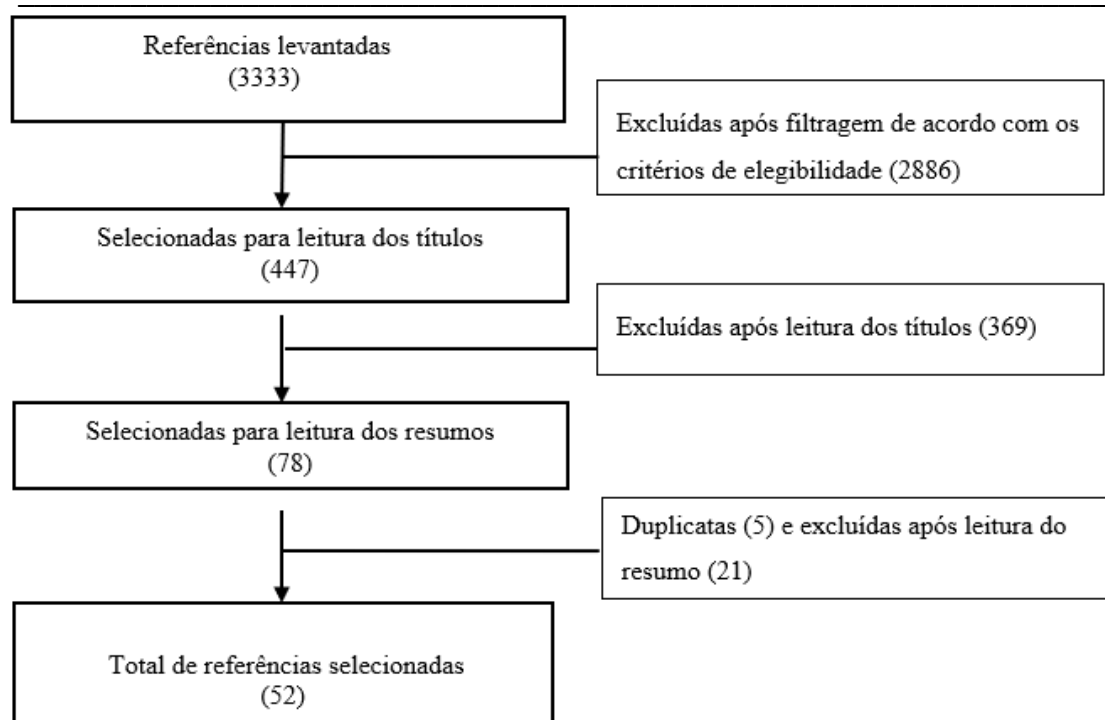 Referências levantadas
(3333)
Excluídas após filtragem de acordo com os
critérios de elegibilidade (2886)
Selecionadas para leitura dos títulos
(447)
Excluídas após leitura dos títulos (369)
Selecionadas para leitura dos resumos
(78)
Duplicatas (5) e excluídas após leitura do
resumo (21)
Total de referências selecionadas
(52)